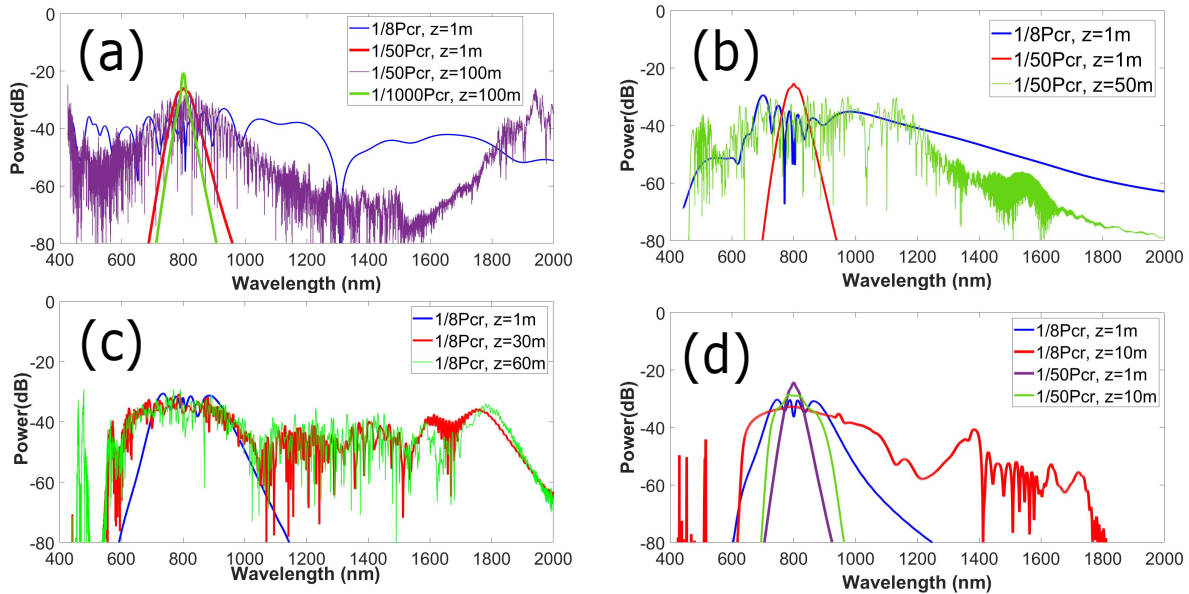 (a)
1/8Pcr, z=1m
1/50Pcr, z=1m
1/50Pcr, z=100m
1/1000Pcr, z=100m
Power(dB)
0
-20
-40
-60
-80
400 600 800 1000 1200 1400 1600 1800 2000
Wavelength (nm)
(b)
1/8Pcr, z=1m
1/50Pcr, z=1m
1/50Pcr, z=50m
Power(dB)
0
-20
-40
-60
-80
400 600 800 1000 1200 1400 1600 1800 2000
Wavelength (nm)
(c)
1/8Pcr, z=1m
1/8Pcr, z=30m
1/8Pcr, z=60m
Power(dB)
0
-20
-40
-60
-80
400 600 800 1000 1200 1400 1600 1800 2000
Wavelength (nm)
(d)
1/8Pcr, z=1m
1/8Pcr, z=10m
1/50Pcr, z=1m
1/50Pcr, z=10m
Power(dB)
0
-20
-40
-60
-80
400 600 800 1000 1200 1400 1600 1800 2000
Wavelength (nm)